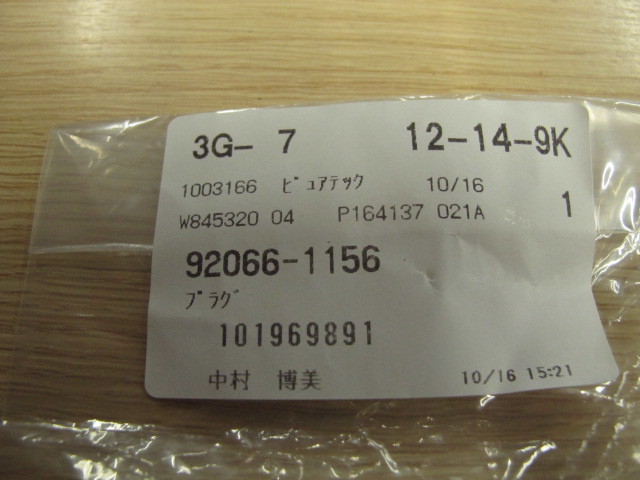 3G- 7 12-14-9K
1003166 ﾋﾟｭｱﾃｯｸ 10/16
W845320 04 P164137 021A 1
92066-1156
ﾌﾟﾗｸﾞ
101969891
中村 博美 10/16 15:21